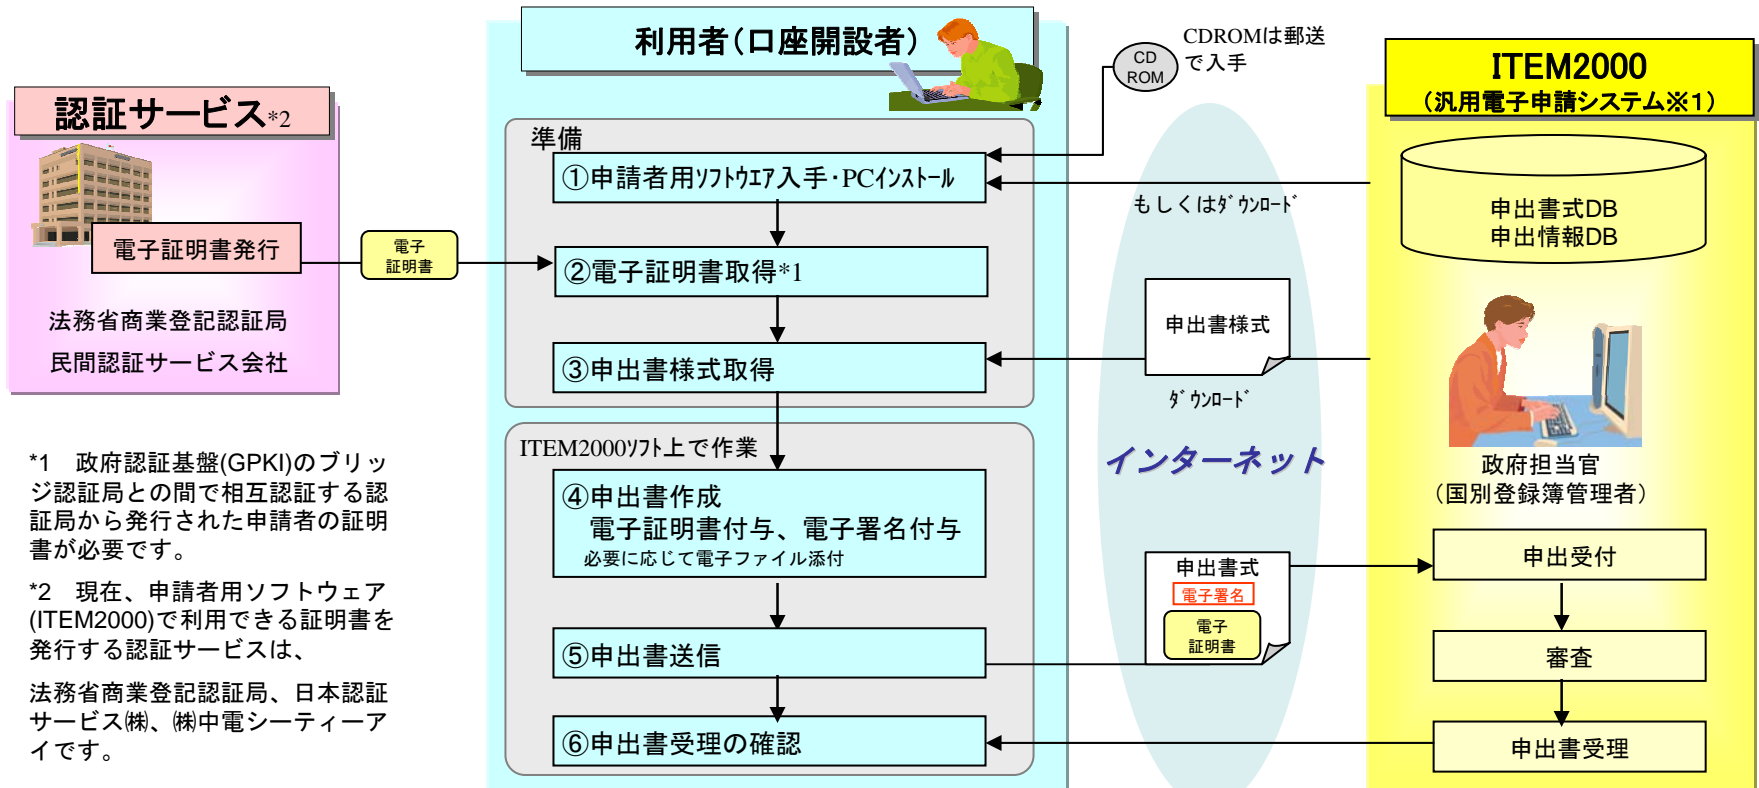 認証サービス*2
電子証明書発行
法務省商業登記認証局
民間認証サービス会社
電子
証明書
*1　政府認証基盤(GPKI)のブリッ
ジ認証局との間で相互認証する認
証局から発行された申請者の証明
書が必要です。
*2　現在、申請者用ソフトウェア
(ITEM2000)で利用できる証明書を
発行する認証サービスは、
法務省商業登記認証局、日本認証
サービス㈱、㈱中電シーティーア
イです。
利用者(口座開設者)
準備
①申請者用ソフトウエア入手・PCインストール
②電子証明書取得*1
③申出書様式取得
ITEM2000ソフト上で作業
④申出書作成
電子証明書付与、電子署名付与
必要に応じて電子ファイル添付
⑤申出書送信
⑥申出書受理の確認
CD
ROM
CDROMは郵送
で入手
もしくはダウンロード
申出書様式
ダウンロード
インターネット
申出書式
電子署名
電子
証明書
ITEM2000
（汎用電子申請システム※1）
申出書式DB
申出情報DB
政府担当官
（国別登録簿管理者）
申出受付
審査
申出書受理